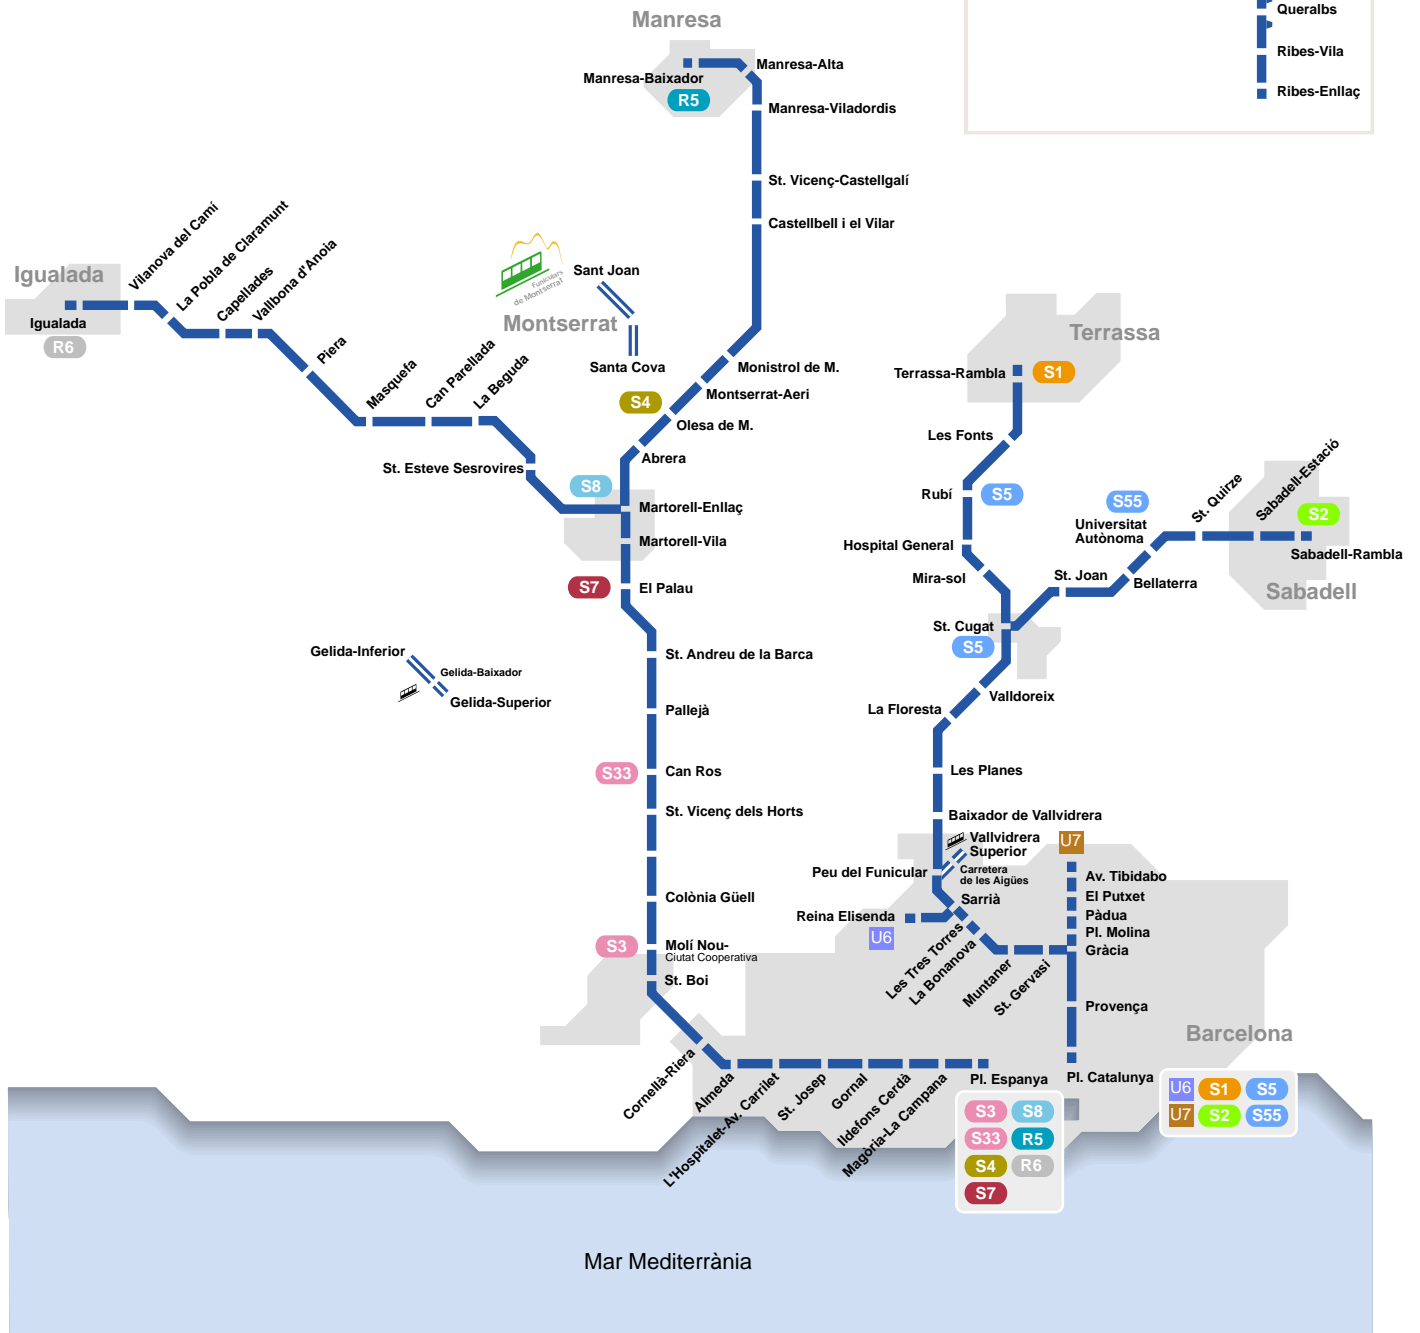 Queralbs
Ribes-Vila
Ribes-Enllaç
Manresa
Manresa-Baixador
R5
Manresa-Alta
Manresa-Viladordis
St. Vicenç-Castellgalí
Castellbell i el Vilar
Igualada
Igualada
R6
Vilanova del Camí
La Pobla de Claramunt
Capellades
Vallbona d'Anoia
Piera
Masquefa
Can Parellada
La Beguda
St. Esteve Sesrovires
Funiculars
de Montserrat
Montserrat
Sant Joan
Santa Cova
Monistrol de M.
Montserrat-Aeri
S4
Olesa de M.
Abrera
S8
Martorell-Enllaç
Martorell-Vila
S7
El Palau
Gelida-Inferior
Gelida-Baixador
Gelida-Superior
St. Andreu de la Barca
Pallejà
S33
Can Ros
St. Vicenç dels Horts
Colònia Güell
S3
Molí Nou-
Ciutat Cooperativa
St. Boi
Cornellà-Riera
Almeda
L'Hospitalet-Av. Carrilet
St. Josep
Gornal
Ildefons Cerdà
Magòria-La Campana
Pl. Espanya
S3 S8
S33 R5
S4 R6
S7
Terrassa
Terrassa-Rambla
S1
Les Fonts
Rubí
S5
Hospital General
Mira-sol
St. Cugat
S5
St. Joan
Bellaterra
S55
Universitat
Autònoma
St. Quirze
Sabadell-Estació
S2
Sabadell-Rambla
Sabadell
Valldoreix
La Floresta
Les Planes
Baixador de Vallvidrera
Vallvidrera
Superior
Carretera
de les Aigües
Peu del Funicular
Sarrià
Reina Elisenda
U6
Les Tres Torres
La Bonanova
Muntaner
St. Gervasi
U7
Av. Tibidabo
El Putxet
Pàdua
Pl. Molina
Gràcia
Provença
Pl. Catalunya
Barcelona
U6 S1 S5
U7 S2 S55
Mar Mediterrània